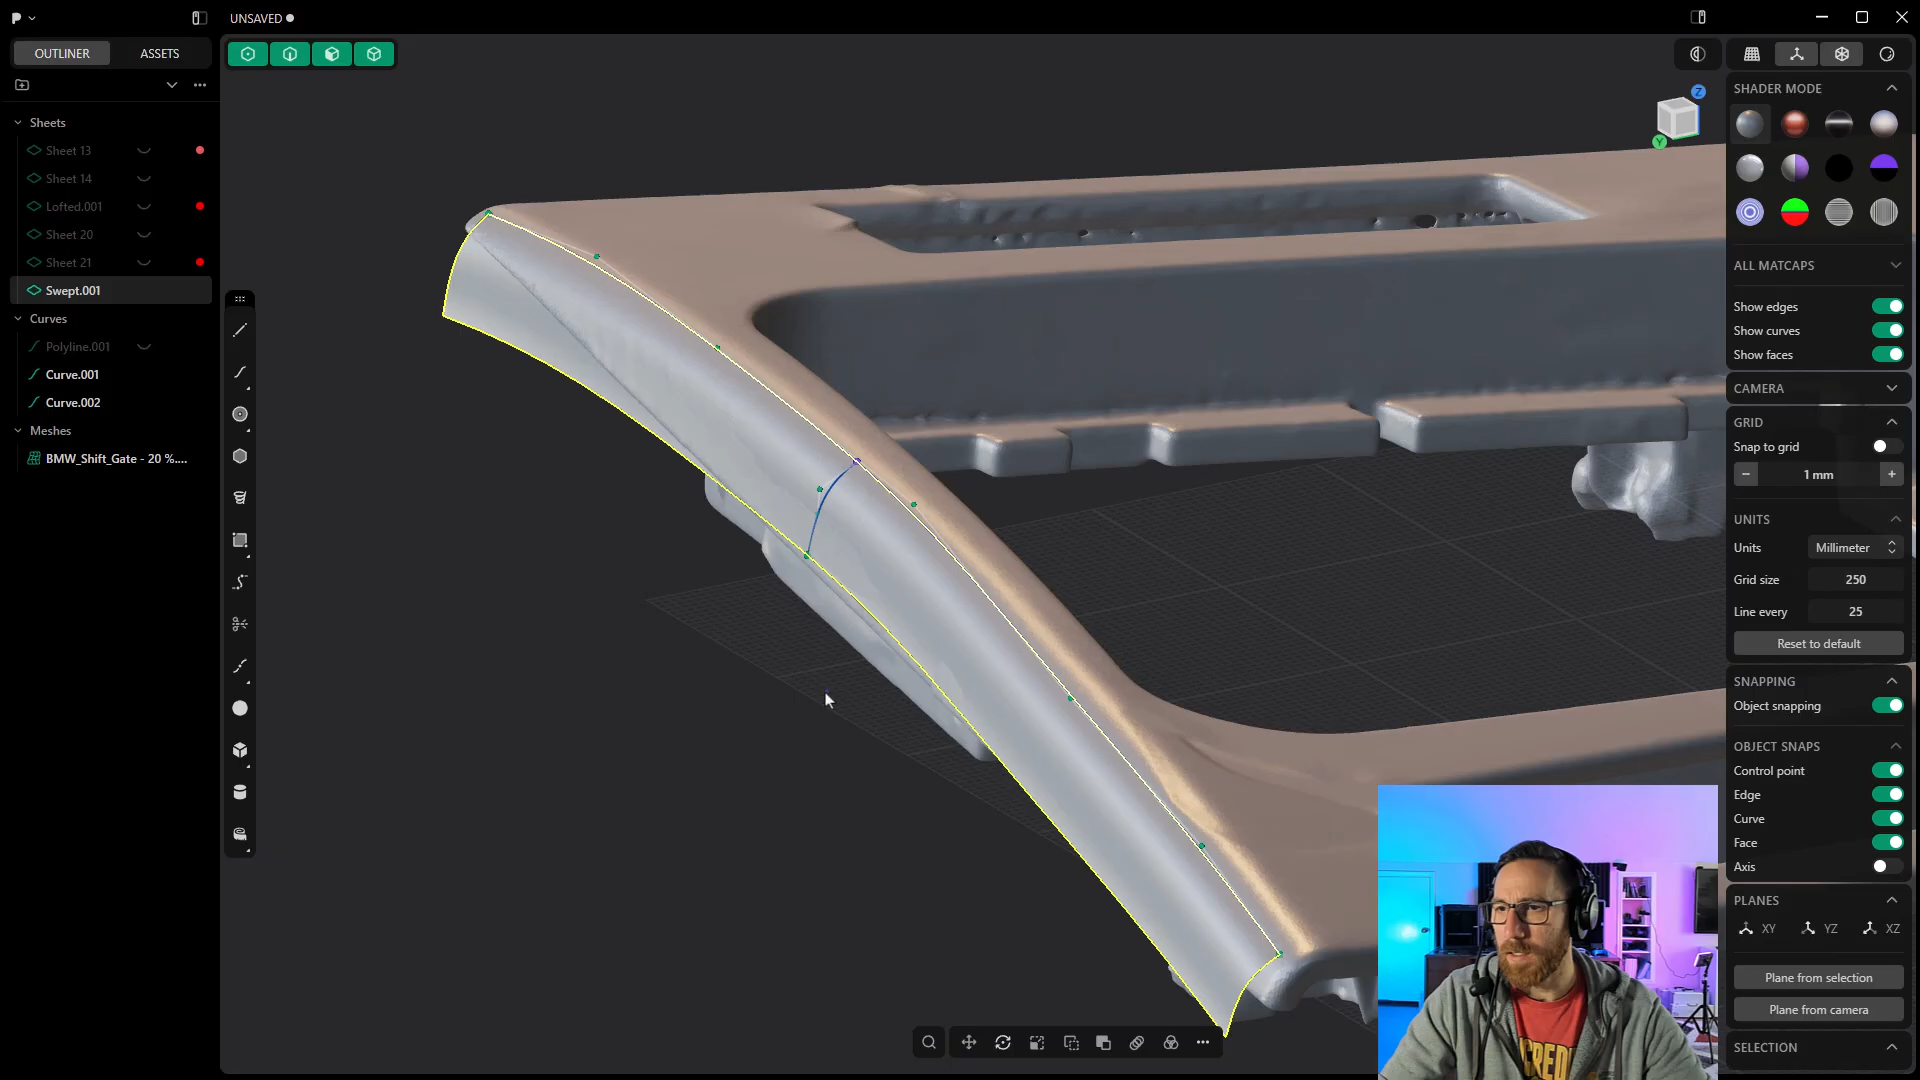 UNSAVED
OUTLINER
ASSETS
Sheets
Sheet 13
Sheet 14
Lofted.001
Sheet 20
Sheet 21
Swept.001
Curves
Polyline.001
Curve.001
Curve.002
Meshes
BMW_Shift_Gate - 20 %....
Z
Y
SHADER MODE
ALL MATCAPS
Show edges
Show curves
Show faces
CAMERA
GRID
Snap to grid
− 1 mm +
UNITS
Units Millimeter
Grid size 250
Line every 25
Reset to default
SNAPPING
Object snapping
OBJECT SNAPS
Control point
Edge
Curve
Face
Axis
PLANES
XY YZ XZ
Plane from selection
Plane from camera
SELECTION